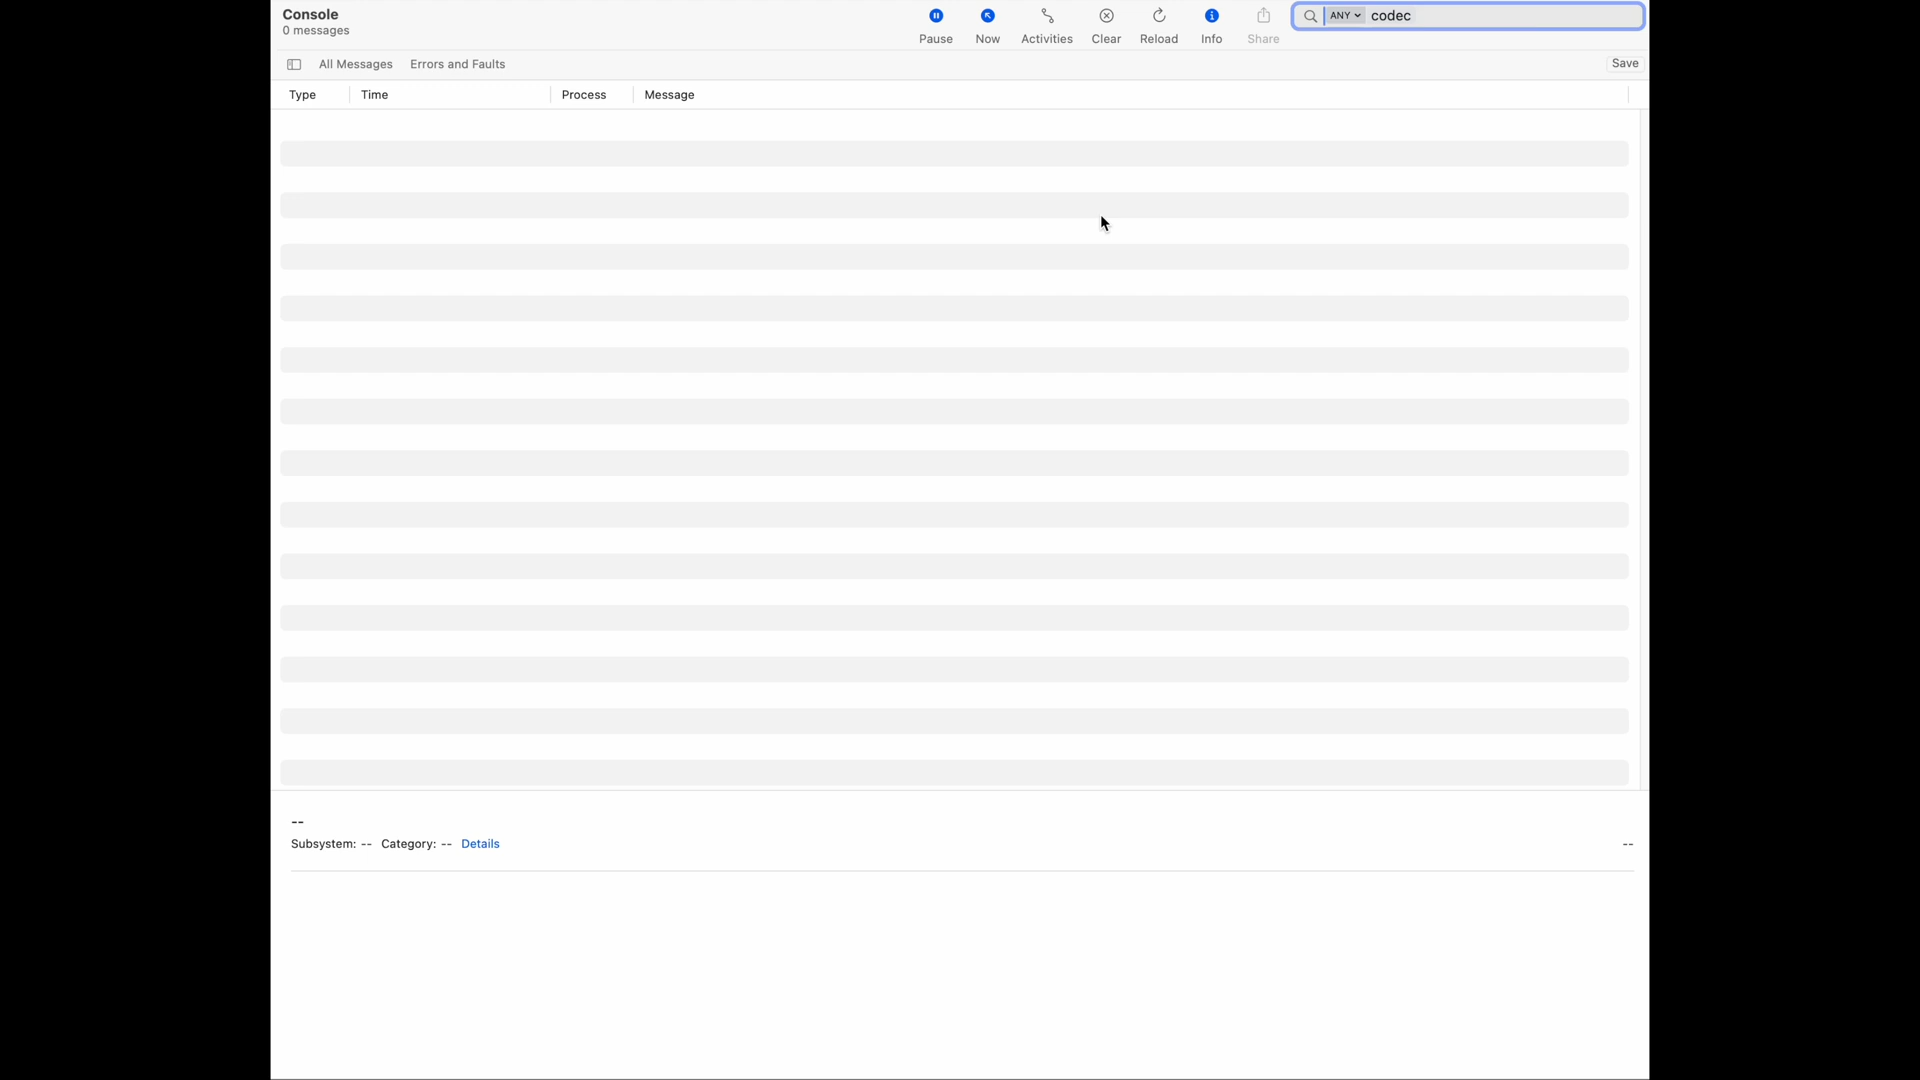 Console
0 messages
Pause
Now
Activities
Clear
Reload
Info
Share
ANY codec
All Messages
Errors and Faults
Save
Type
Time
Process
Message
--
Subsystem: -- Category: -- Details
--